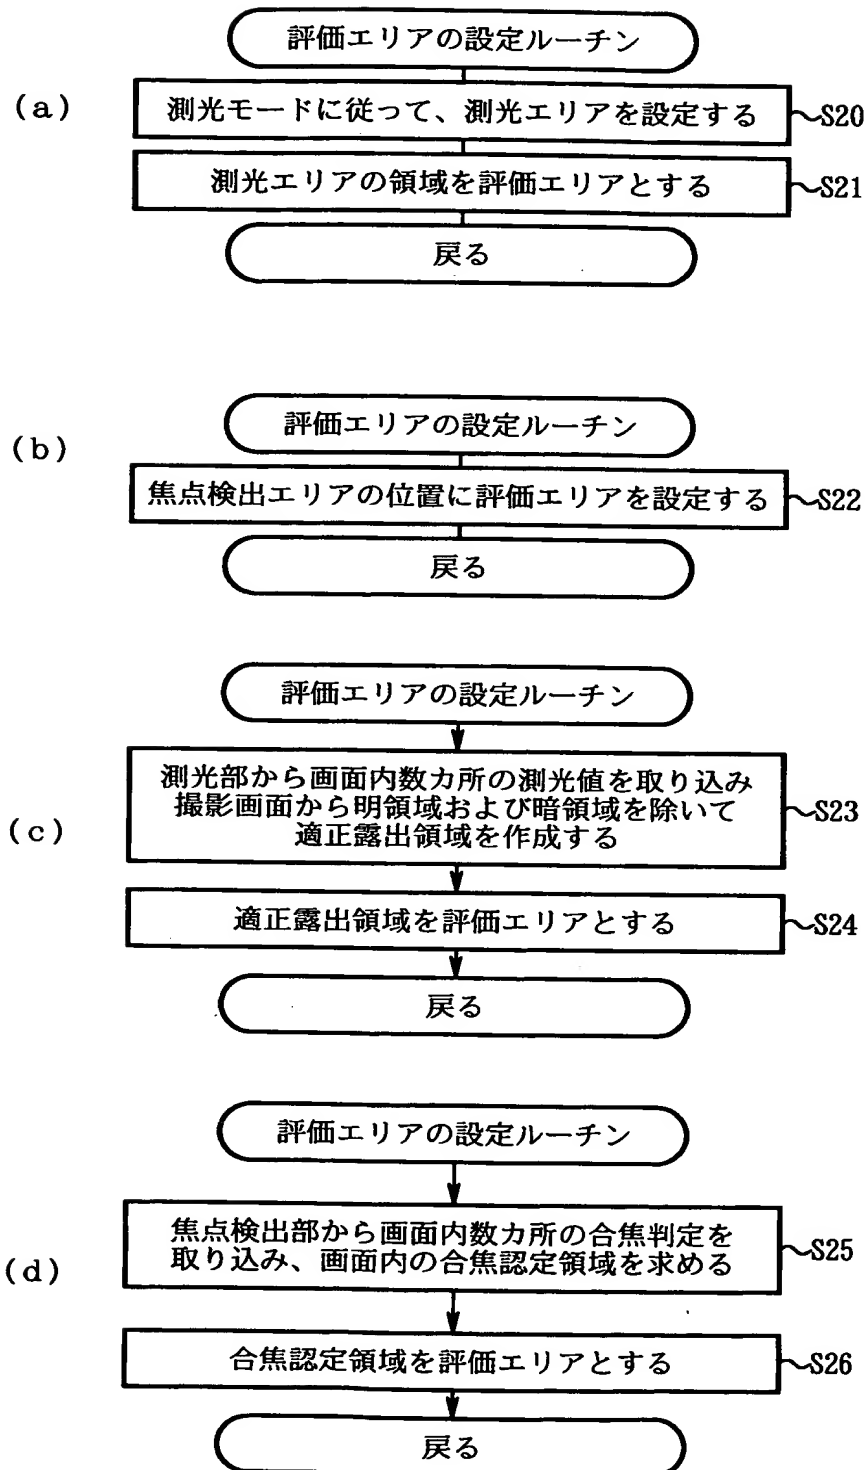 (a)
評価エリアの設定ルーチン
測光モードに従って、測光エリアを設定する
S20
測光エリアの領域を評価エリアとする
S21
戻る
(b)
評価エリアの設定ルーチン
焦点検出エリアの位置に評価エリアを設定する
S22
戻る
(c)
評価エリアの設定ルーチン
測光部から画面内数カ所の測光値を取り込み
撮影画面から明領域および暗領域を除いて
適正露出領域を作成する
S23
適正露出領域を評価エリアとする
S24
戻る
(d)
評価エリアの設定ルーチン
焦点検出部から画面内数カ所の合焦判定を
取り込み、画面内の合焦認定領域を求める
S25
合焦認定領域を評価エリアとする
S26
戻る